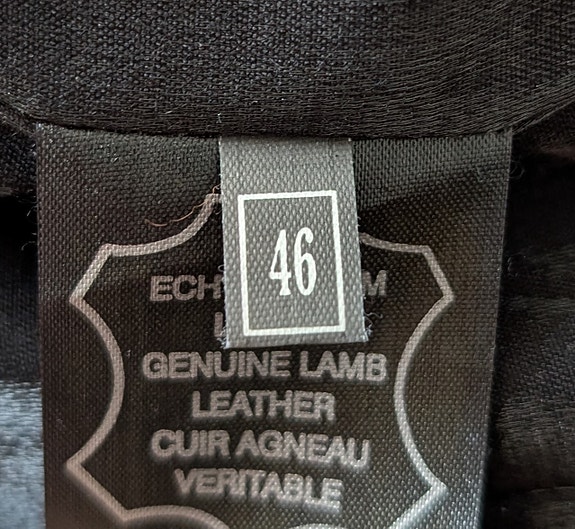 46
GENUINE LAMB
LEATHER
CUIR AGNEAU
VERITABLE